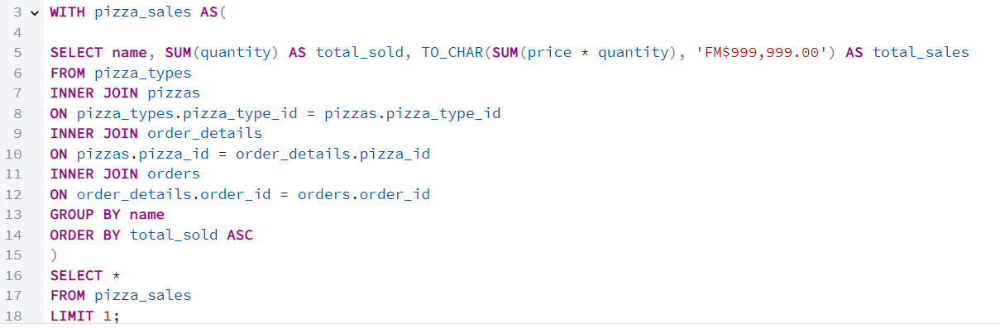 3 WITH pizza_sales AS(
4
5 SELECT name, SUM(quantity) AS total_sold, TO_CHAR(SUM(price * quantity), 'FM$999,999.00') AS total_sales
6 FROM pizza_types
7 INNER JOIN pizzas
8 ON pizza_types.pizza_type_id = pizzas.pizza_type_id
9 INNER JOIN order_details
10 ON pizzas.pizza_id = order_details.pizza_id
11 INNER JOIN orders
12 ON order_details.order_id = orders.order_id
13 GROUP BY name
14 ORDER BY total_sold ASC
15 )
16 SELECT *
17 FROM pizza_sales
18 LIMIT 1;